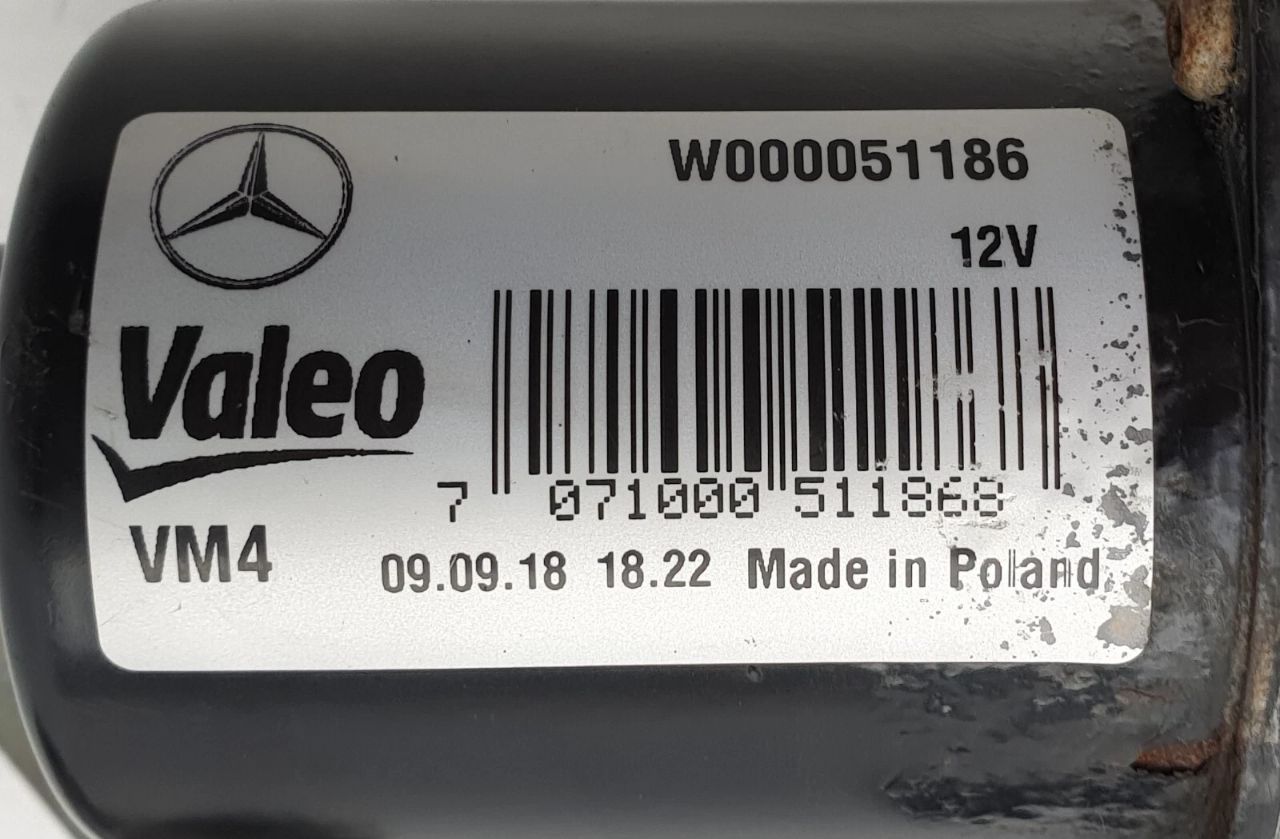 W000051186
12V
Valeo
7 071000 511868
VM4
09.09.18 18.22 Made in Poland